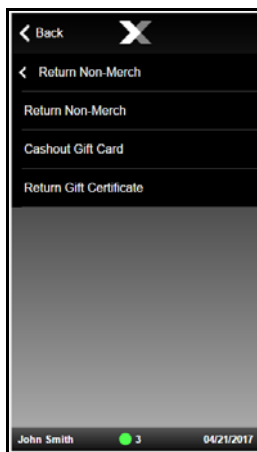 Back
Return Non-Merch
Return Non-Merch
Cashout Gift Card
Return Gift Certificate
John Smith 3 04/21/2017